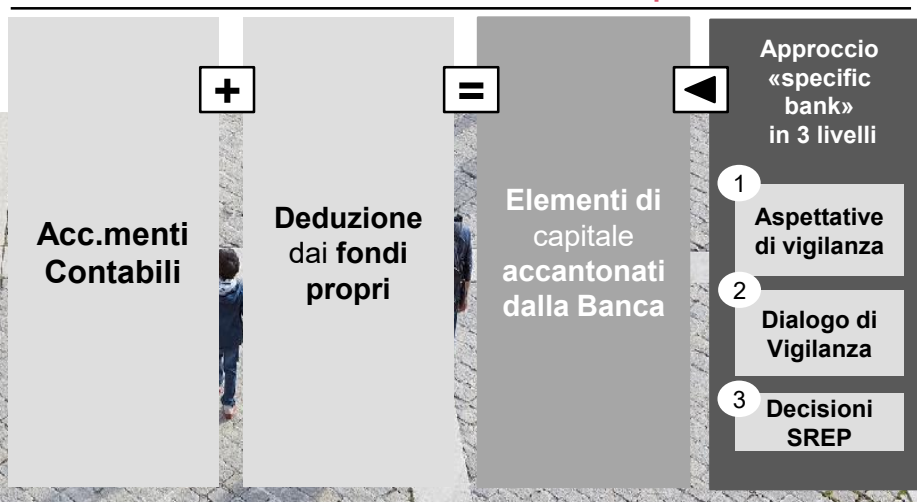 Acc.menti
Contabili
+
Deduzione
dai fondi
propri
=
Elementi di
capitale
accantonati
dalla Banca
Approccio
«specific
bank»
in 3 livelli
1
Aspettative
di vigilanza
2
Dialogo di
Vigilanza
3
Decisioni
SREP